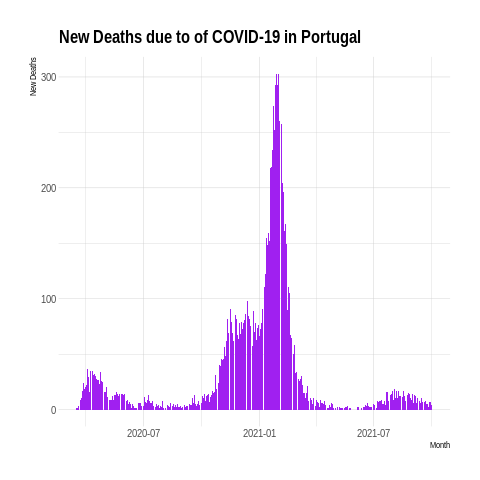 New Deaths due to of COVID-19 in Portugal
New Deaths
300
200
100
0
2020-07
2021-01
2021-07
Month